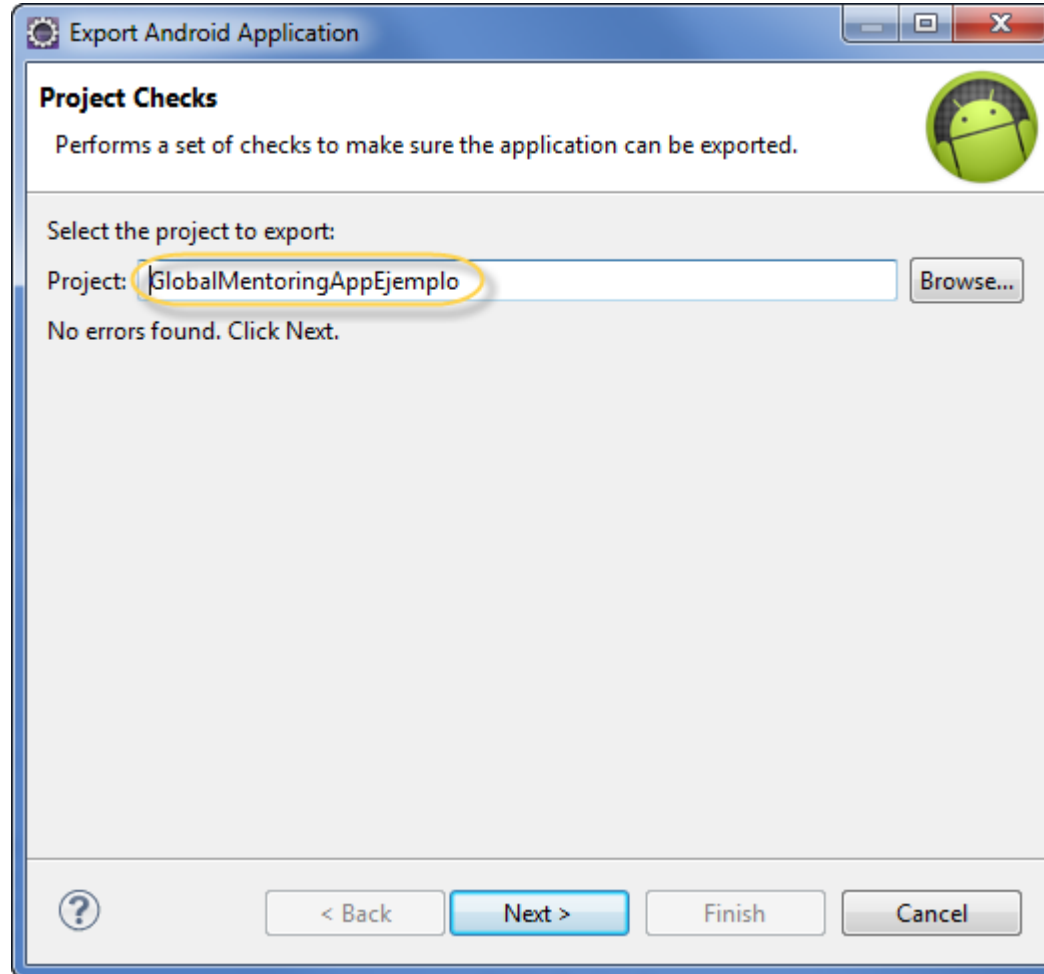 Export Android Application
Project Checks
Performs a set of checks to make sure the application can be exported.
Select the project to export:
Project: GlobalMentoringAppEjemplo Browse...
No errors found. Click Next.
? < Back Next > Finish Cancel